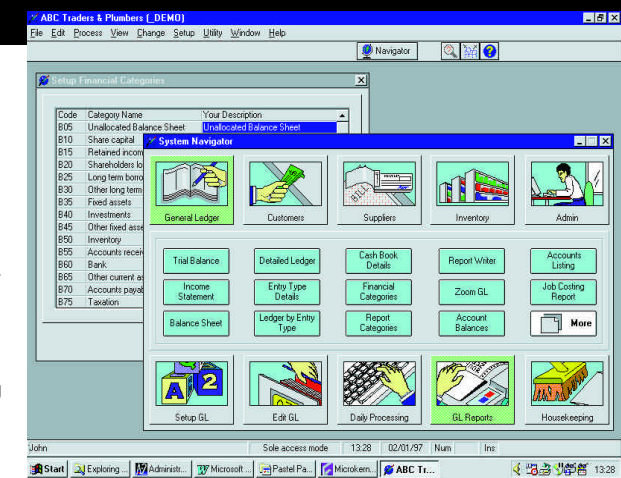 ABC Traders & Plumbers (_DEMO)
File Edit Process View Change Setup Utility Window Help
Navigator
Setup Financial Categories
Code Category Name Your Description
B05 Unallocated Balance Sheet Unallocated Balance Sheet
B10 Share capital
B15 Retained incom
B20 Shareholders lo
B25 Long term borro
B30 Other long term
B35 Fixed assets
B40 Investments
B45 Other fixed asse
B50 Inventory
B55 Accounts recei
B60 Bank
B65 Other current as
B70 Accounts payal
B75 Taxation
System Navigator
General Ledger Customers Suppliers Inventory Admin
Trial Balance Detailed Ledger Cash Book Details Report Writer Accounts Listing
Income Statement Entry Type Details Financial Categories Zoom GL Job Costing Report
Balance Sheet Ledger by Entry Type Report Categories Account Balances More
A 2
Setup GL Edit GL Daily Processing GL Reports Housekeeping
John Sole access mode 13:28 02/01/97 Num Ins
Start Exploring ... Administr... Microsoft ... Pastel Pa... Microkern... ABC Tr... 13:28